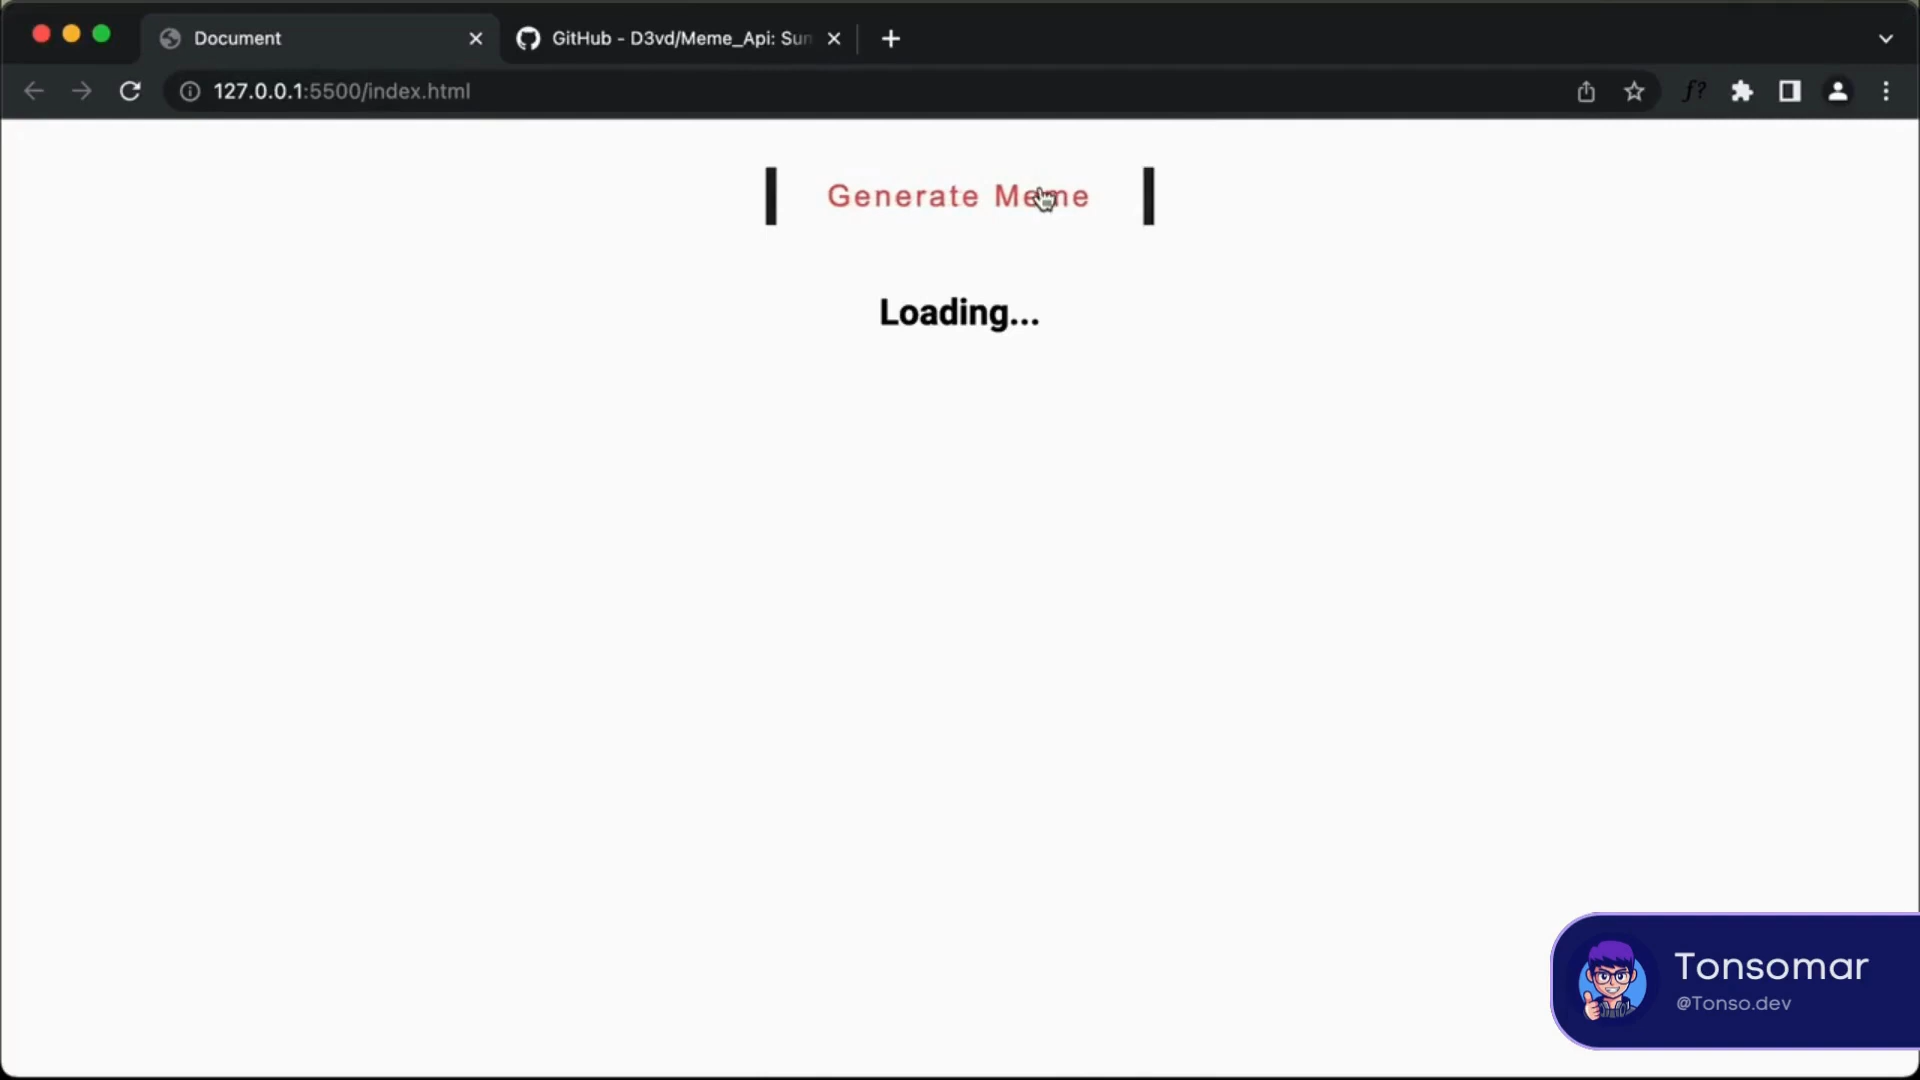 Document
GitHub - D3vd/Meme_Api: Sun
127.0.0.1:5500/index.html
f?
Generate Meme
Loading...
Tonsomar
@Tonso.dev